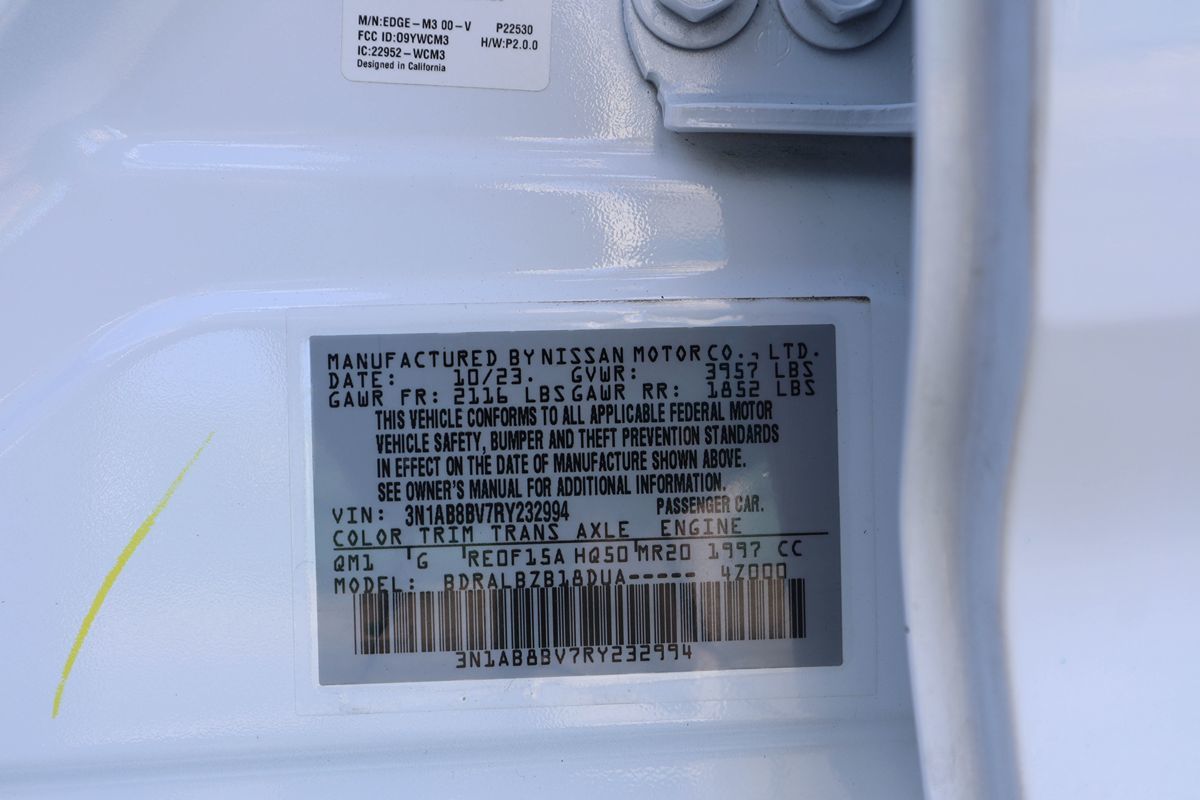 M/N:EDGE-M3 00-V P22530
FCC ID:O9YWCM3 H/W:P2.0.0
IC:22952-WCM3
Designed in California
MANUFACTURED BY NISSAN MOTOR CO., LTD.
DATE: 10/23. GVWR: 3957 LBS
GAWR FR: 2116 LBS GAWR RR: 1852 LBS
THIS VEHICLE CONFORMS TO ALL APPLICABLE FEDERAL MOTOR
VEHICLE SAFETY, BUMPER AND THEFT PREVENTION STANDARDS
IN EFFECT ON THE DATE OF MANUFACTURE SHOWN ABOVE.
SEE OWNER'S MANUAL FOR ADDITIONAL INFORMATION.
VIN: 3N1AB8BV7RY232994 PASSENGER CAR.
COLOR TRIM TRANS AXLE ENGINE
QM1 G RE0F15A HQ50 MR20 1997 CC
MODEL: BDRALBZB18DUA----- 4Z000
3N1AB8BV7RY232994